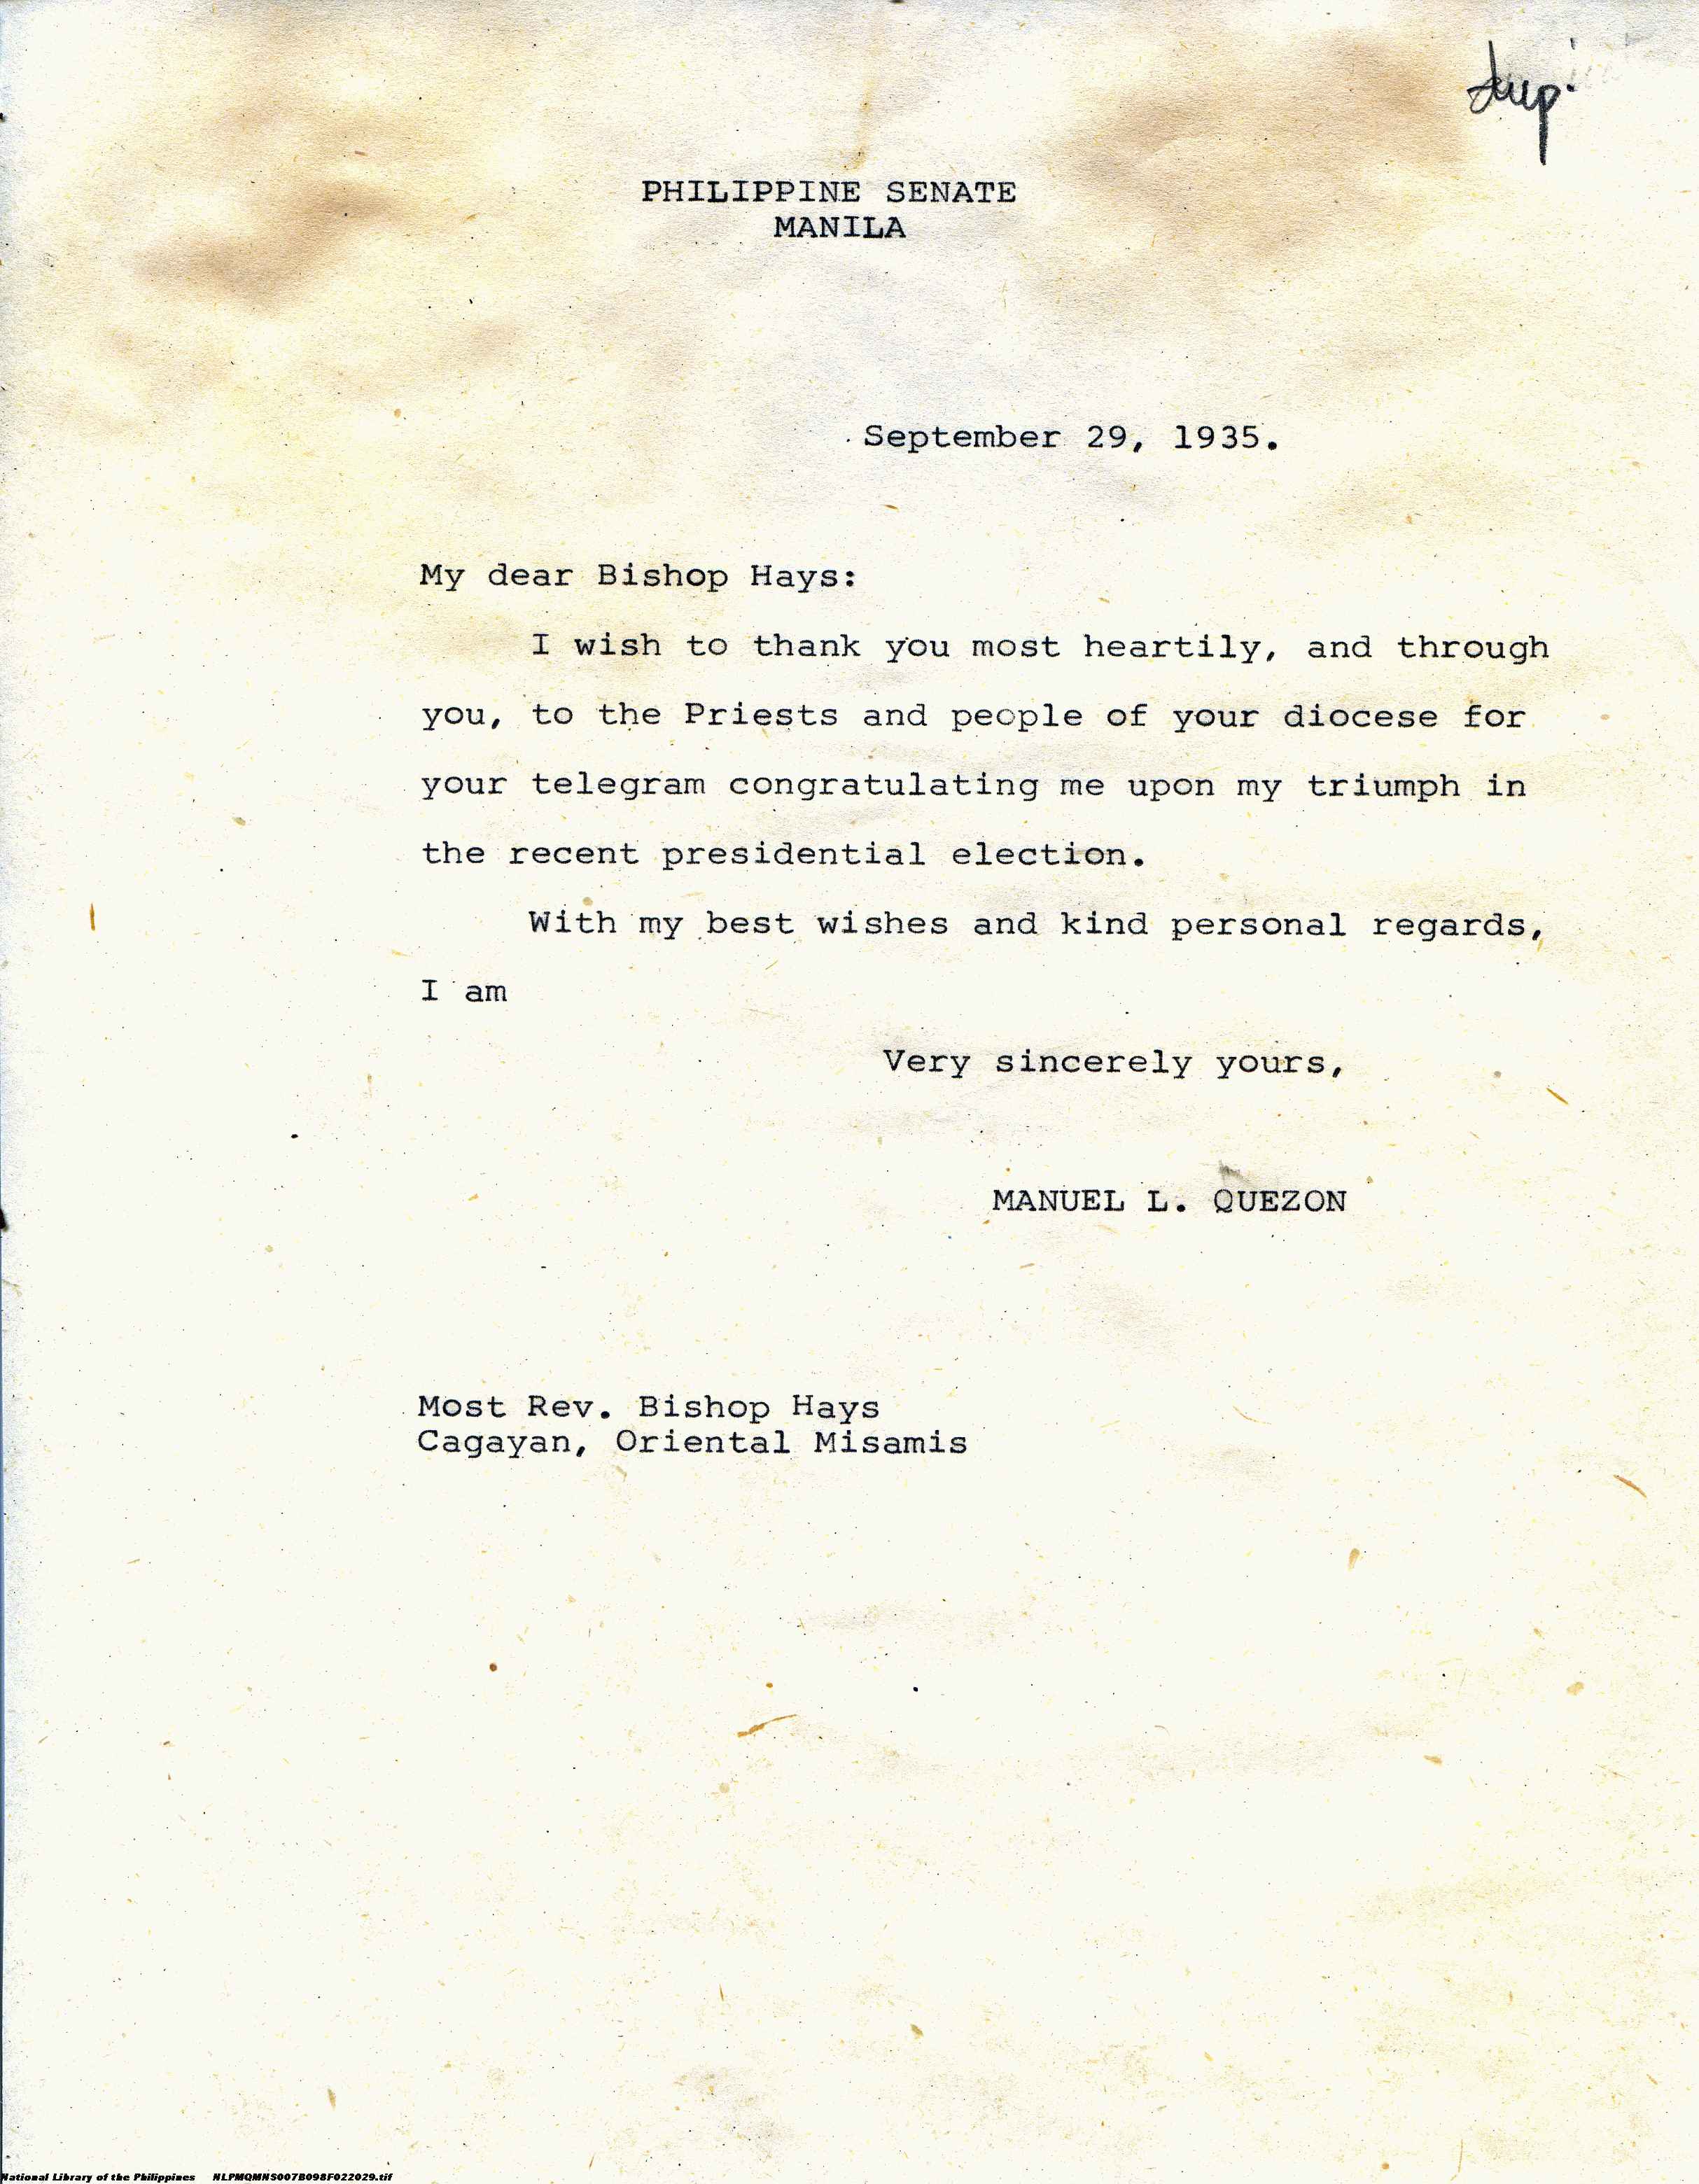 dup.
PHILIPPINE SENATE
MANILA
September 29, 1935.
My dear Bishop Hays:
I wish to thank you most heartily, and through
you, to the Priests and people of your diocese for
your telegram congratulating me upon my triumph in
the recent presidential election.
With my best wishes and kind personal regards,
I am
Very sincerely yours,
MANUEL L. QUEZON
Most Rev. Bishop Hays
Cagayan, Oriental Misamis
National Library of the Philippines NLPMQMNS007B098F022029.tif